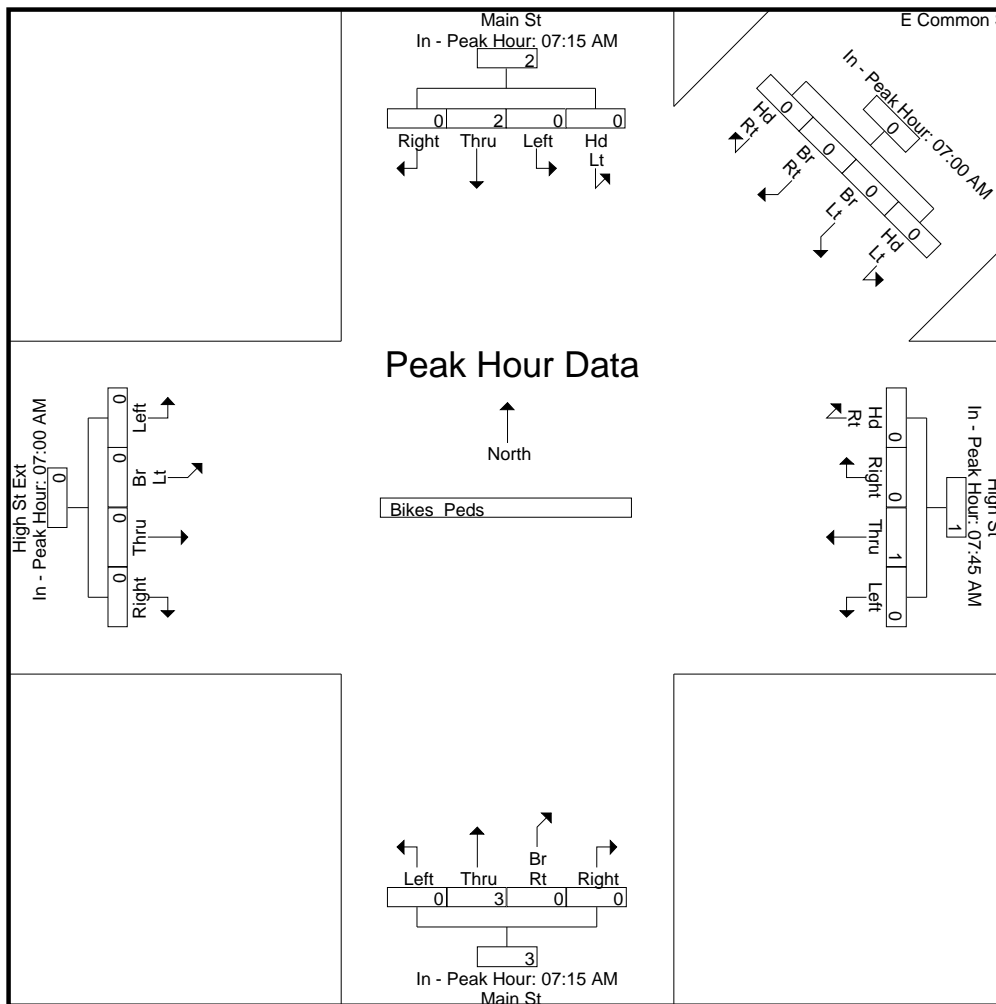 Main St
In - Peak Hour: 07:15 AM
2
0 2 0 0
Right Thru Left Hd
Lt
E Common
In - Peak Hour: 07:00 AM
0
0 0 0 0
Hd
Rt
Br
Rt
Br
Lt
Hd
Lt
Peak Hour Data
North
Bikes Peds
High St Ext
In - Peak Hour: 07:00 AM
0
0 0 0 0
Left
Br
Lt
Thru
Right
High St
In - Peak Hour: 07:45 AM
1
0 0 1 0
Hd
Rt
Right
Thru
Left
Br
Left Thru Rt Right
0 3 0 0
3
In - Peak Hour: 07:15 AM
Main St